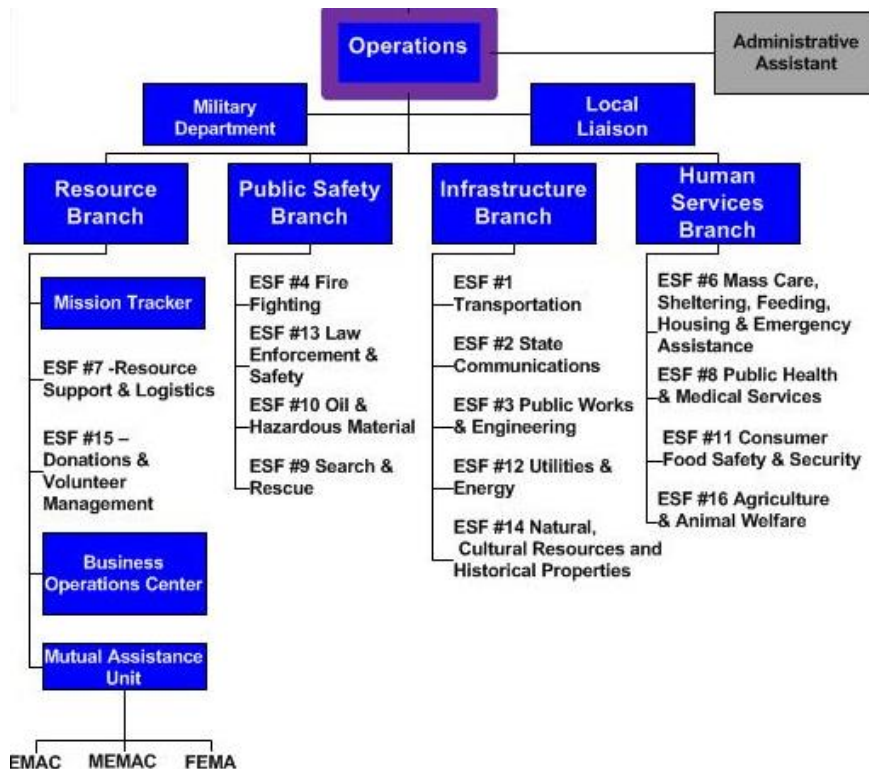 Operations
Administrative
Assistant
Military
Department
Local
Liaison
Resource
Branch
Mission Tracker
ESF #7 -Resource
Support & Logistics
ESF #15 –
Donations &
Volunteer
Management
Business
Operations Center
Mutual Assistance
Unit
EMAC
MEMAC
FEMA
Public Safety
Branch
ESF #4 Fire
Fighting
ESF #13 Law
Enforcement &
Safety
ESF #10 Oil &
Hazardous Material
ESF #9 Search &
Rescue
Infrastructure
Branch
ESF #1
Transportation
ESF #2 State
Communications
ESF #3 Public Works
& Engineering
ESF #12 Utilities &
Energy
ESF #14 Natural,
Cultural Resources and
Historical Properties
Human
Services
Branch
ESF #6 Mass Care,
Sheltering, Feeding,
Housing & Emergency
Assistance
ESF #8 Public Health
& Medical Services
ESF #11 Consumer
Food Safety & Security
ESF #16 Agriculture
& Animal Welfare